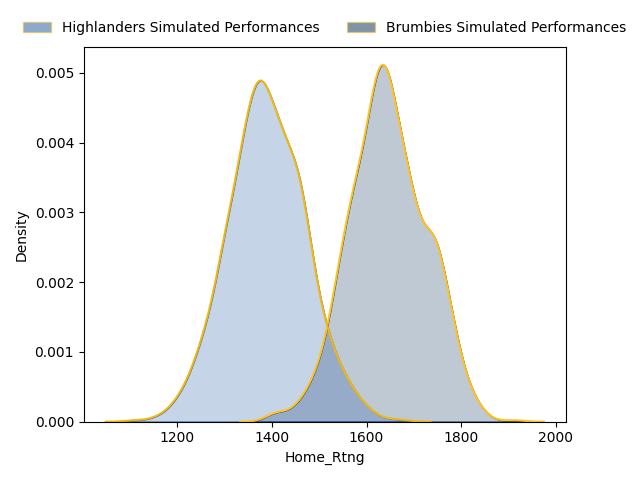 Highlanders Simulated Performances Brumbies Simulated Performances
0.005
0.004
0.003
0.002
0.001
0.000
Density
1200 1400 1600 1800 2000
Home_Rtng